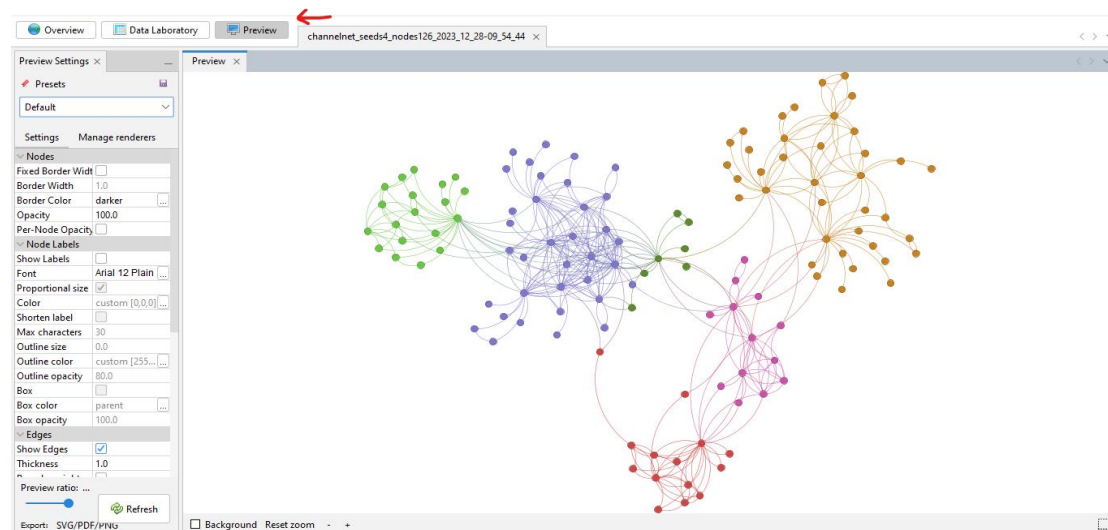 Overview Data Laboratory Preview channelnet_seeds4_nodes126_2023_12_28-09_54_44 ×
Preview Settings ×
Preview ×
Presets
Default
Settings Manage renderers
Nodes
Fixed Border Widt
Border Width 1.0
Border Color darker ...
Opacity 100.0
Per-Node Opacity
Node Labels
Show Labels
Font Arial 12 Plain ...
Proportional size
Color custom [0,0,0] ...
Shorten label
Max characters 30
Outline size 0.0
Outline color custom [255... ...
Outline opacity 80.0
Box
Box color parent ...
Box opacity 100.0
Edges
Show Edges
Thickness 1.0
Preview ratio: ...
Refresh
Export: SVG/PDF/PNG
Background Reset zoom - +